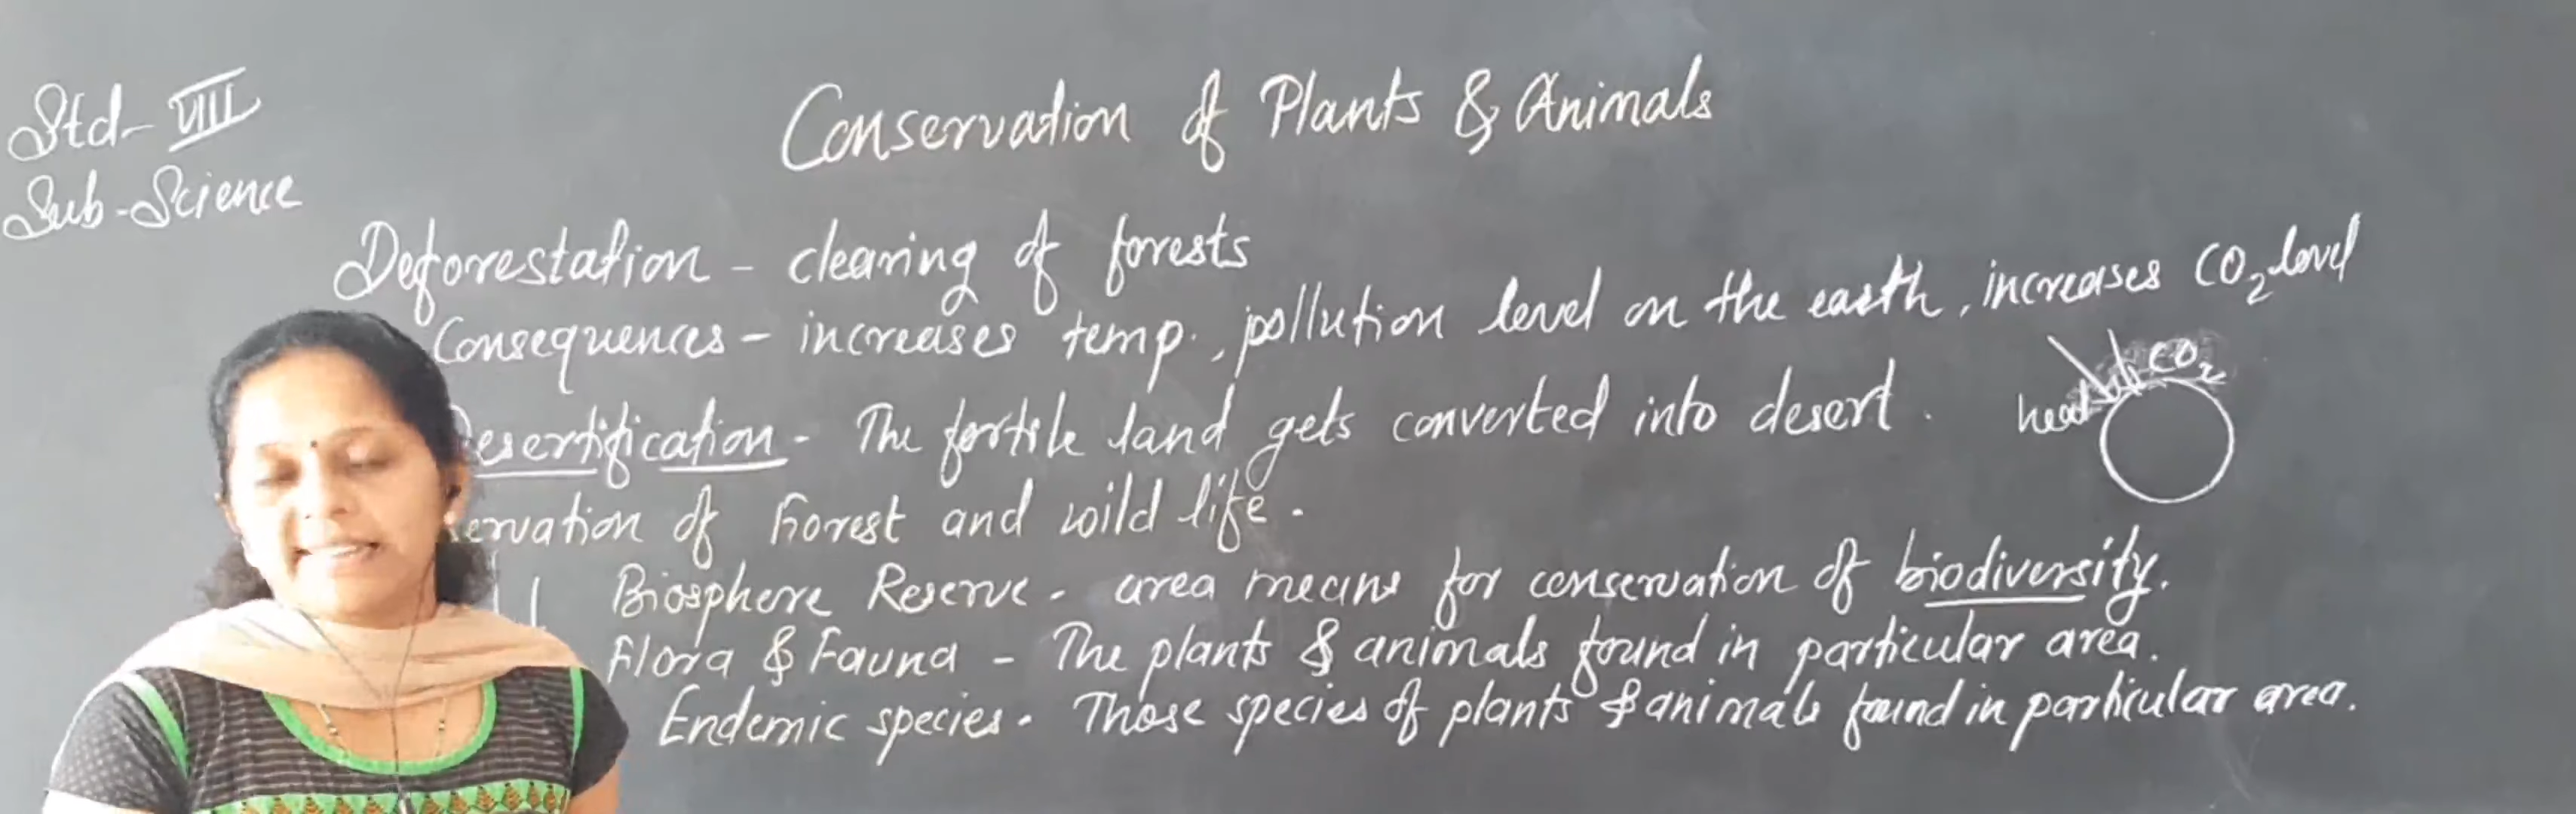 Std - VIII
Sub - Science
Conservation of Plants & Animals
Deforestation - clearing of forests
Consequences - increases temp., pollution level on the earth, increases CO2 level
CO2
heat
esertification - The fertile land gets converted into desert.
ervation of Forest and wild life.
Biosphere Reserve - area means for conservation of biodiversity.
Flora & Fauna - The plants & animals found in particular area.
Endemic species - Those species of plants & animals found in particular area.